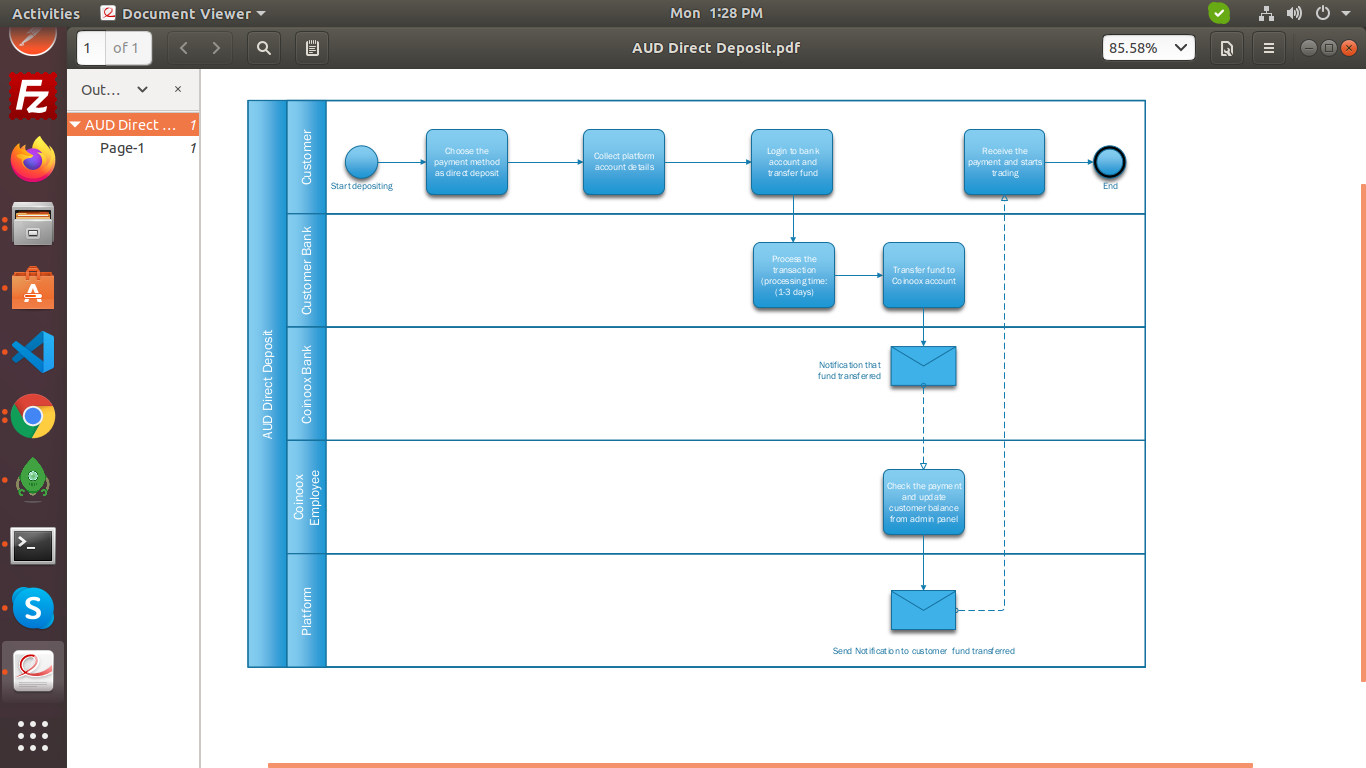 Activities
Document Viewer
Mon 1:28 PM
1
of 1
AUD Direct Deposit.pdf
85.58%
Out...
AUD Direct ...
1
Page-1
1
AUD Direct Deposit
Customer
Start depositing
Choose the
payment method
as direct deposit
Collect platform
account details
Login to bank
account and
transfer fund
Receive the
payment and starts
trading
End
Customer Bank
Process the
transaction
(processing time:
(1-3 days)
Transfer fund to
Coinoox account
Coinoox Bank
Notification that
fund transferred
Coinoox
Employee
Check the payment
and update
customer balance
from admin panel
Platform
Send Notification to customer fund transferred